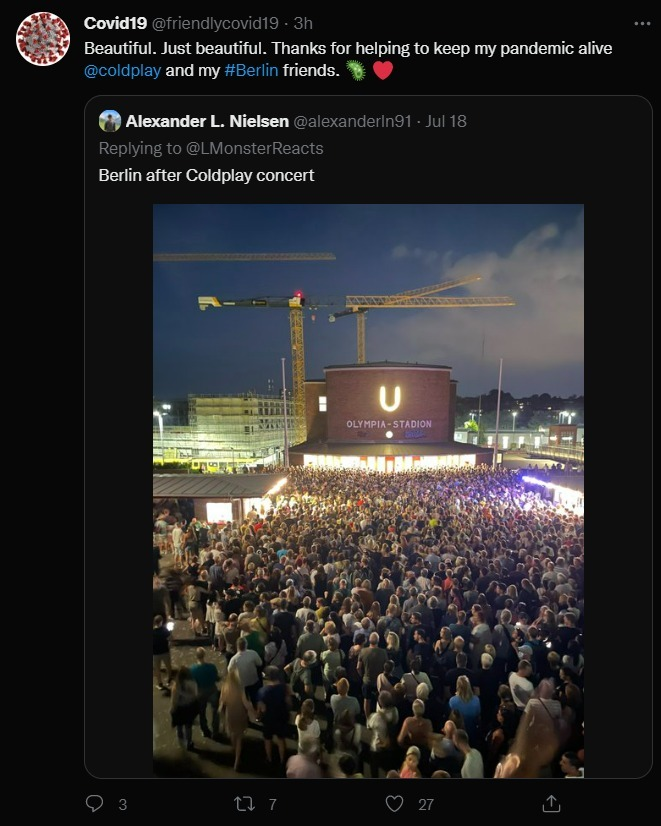 Covid19 @friendlycovid19 · 3h
Beautiful. Just beautiful. Thanks for helping to keep my pandemic alive
@coldplay and my #Berlin friends. 🦠 ❤️
Alexander L. Nielsen @alexanderln91 · Jul 18
Replying to @LMonsterReacts
Berlin after Coldplay concert
U
OLYMPIA-STADION
3 7 27